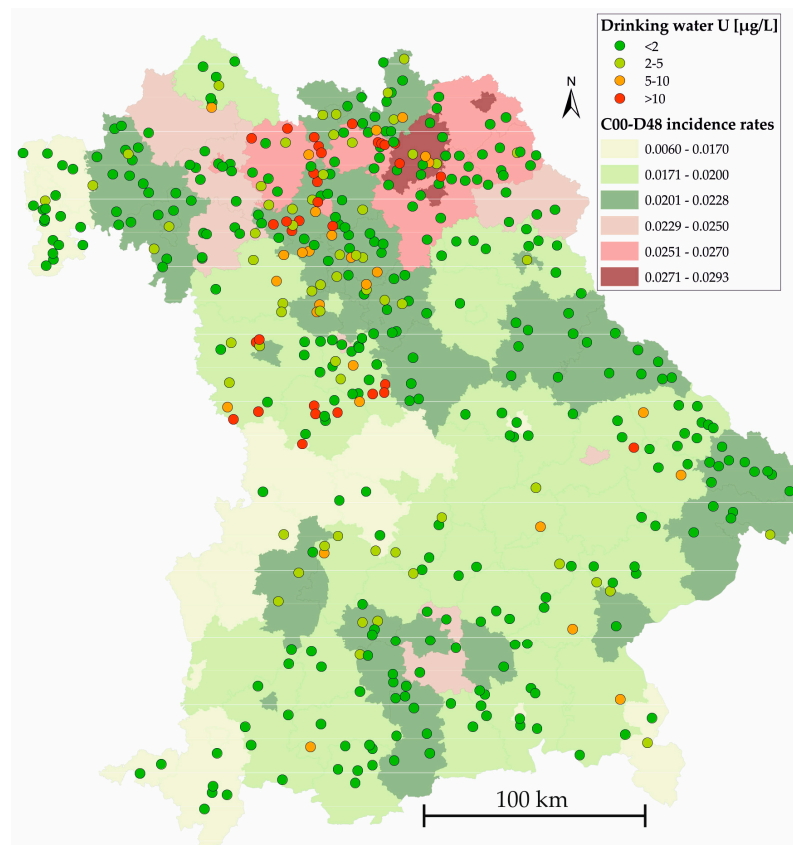 Drinking water U [µg/L]
<2
2-5
5-10
>10
N
C00-D48 incidence rates
0.0060 - 0.0170
0.0171 - 0.0200
0.0201 - 0.0228
0.0229 - 0.0250
0.0251 - 0.0270
0.0271 - 0.0293
100 km